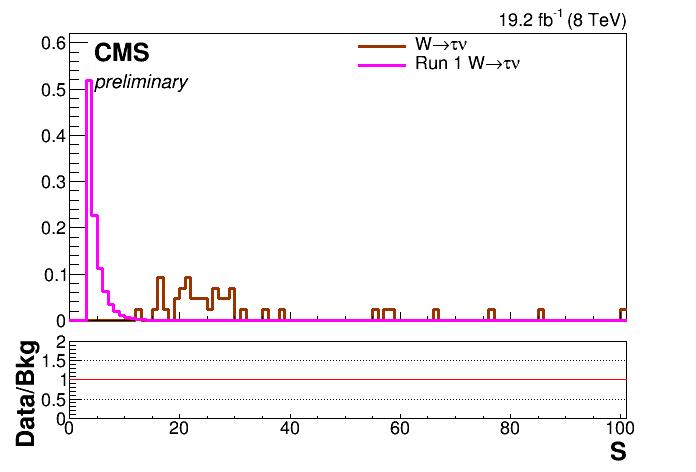 19.2 fb⁻¹ (8 TeV)
CMS
preliminary
W→τν
Run 1 W→τν
0.6
0.5
0.4
0.3
0.2
0.1
0
Data/Bkg
2
1.5
1
0.5
0
0 20 40 60 80 100
S